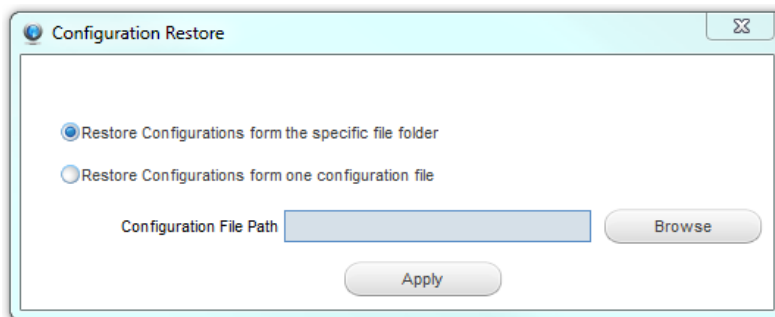 Configuration Restore
Restore Configurations form the specific file folder
Restore Configurations form one configuration file
Configuration File Path Browse
Apply